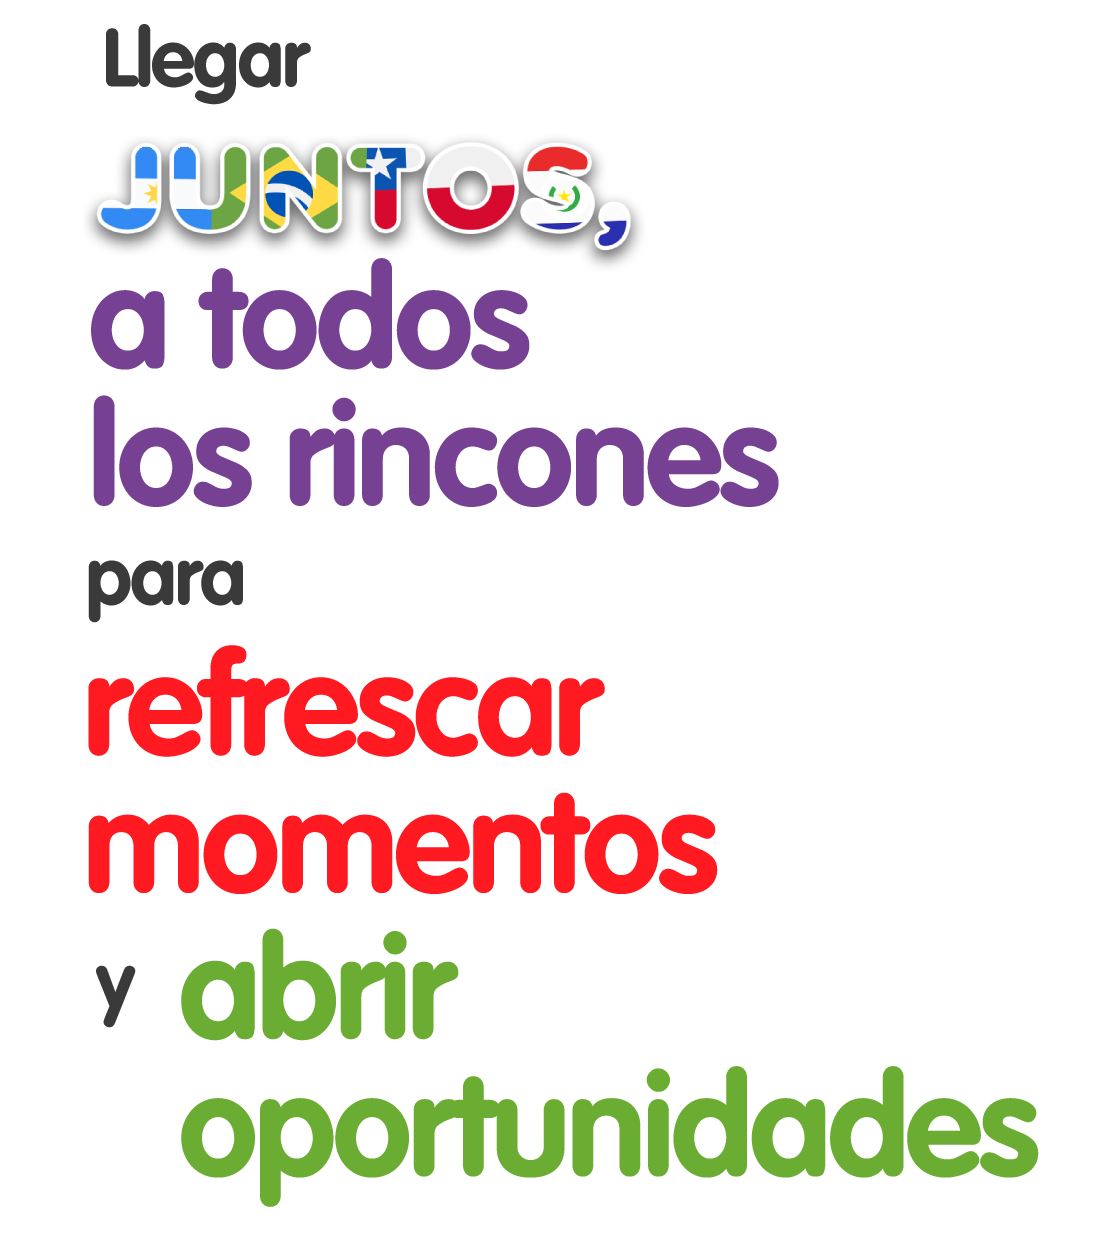 Llegar
JUNTOS,
a todos
los rincones
para
refrescar
momentos
y abrir
oportunidades